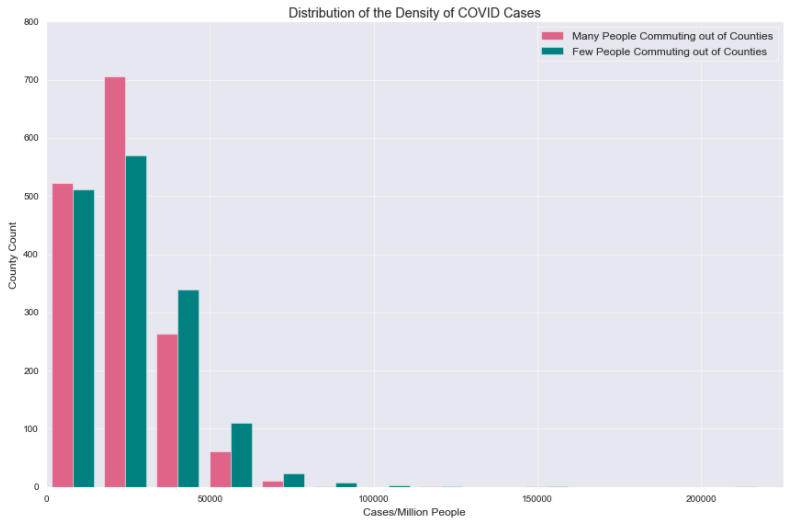 Distribution of the Density of COVID Cases
Many People Commuting out of Counties
Few People Commuting out of Counties
800
700
600
500
400
300
200
100
0
County Count
0 50000 100000 150000 200000
Cases/Million People